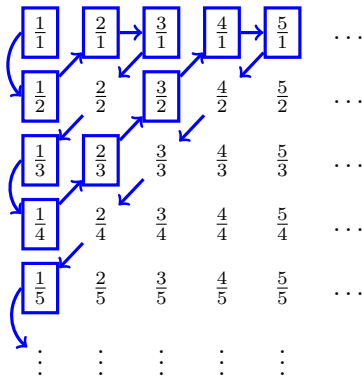 1/1 2/1 3/1 4/1 5/1 …
1/2 2/2 3/2 4/2 5/2 …
1/3 2/3 3/3 4/3 5/3 …
1/4 2/4 3/4 4/4 5/4 …
1/5 2/5 3/5 4/5 5/5 …
⋮ ⋮ ⋮ ⋮ ⋮